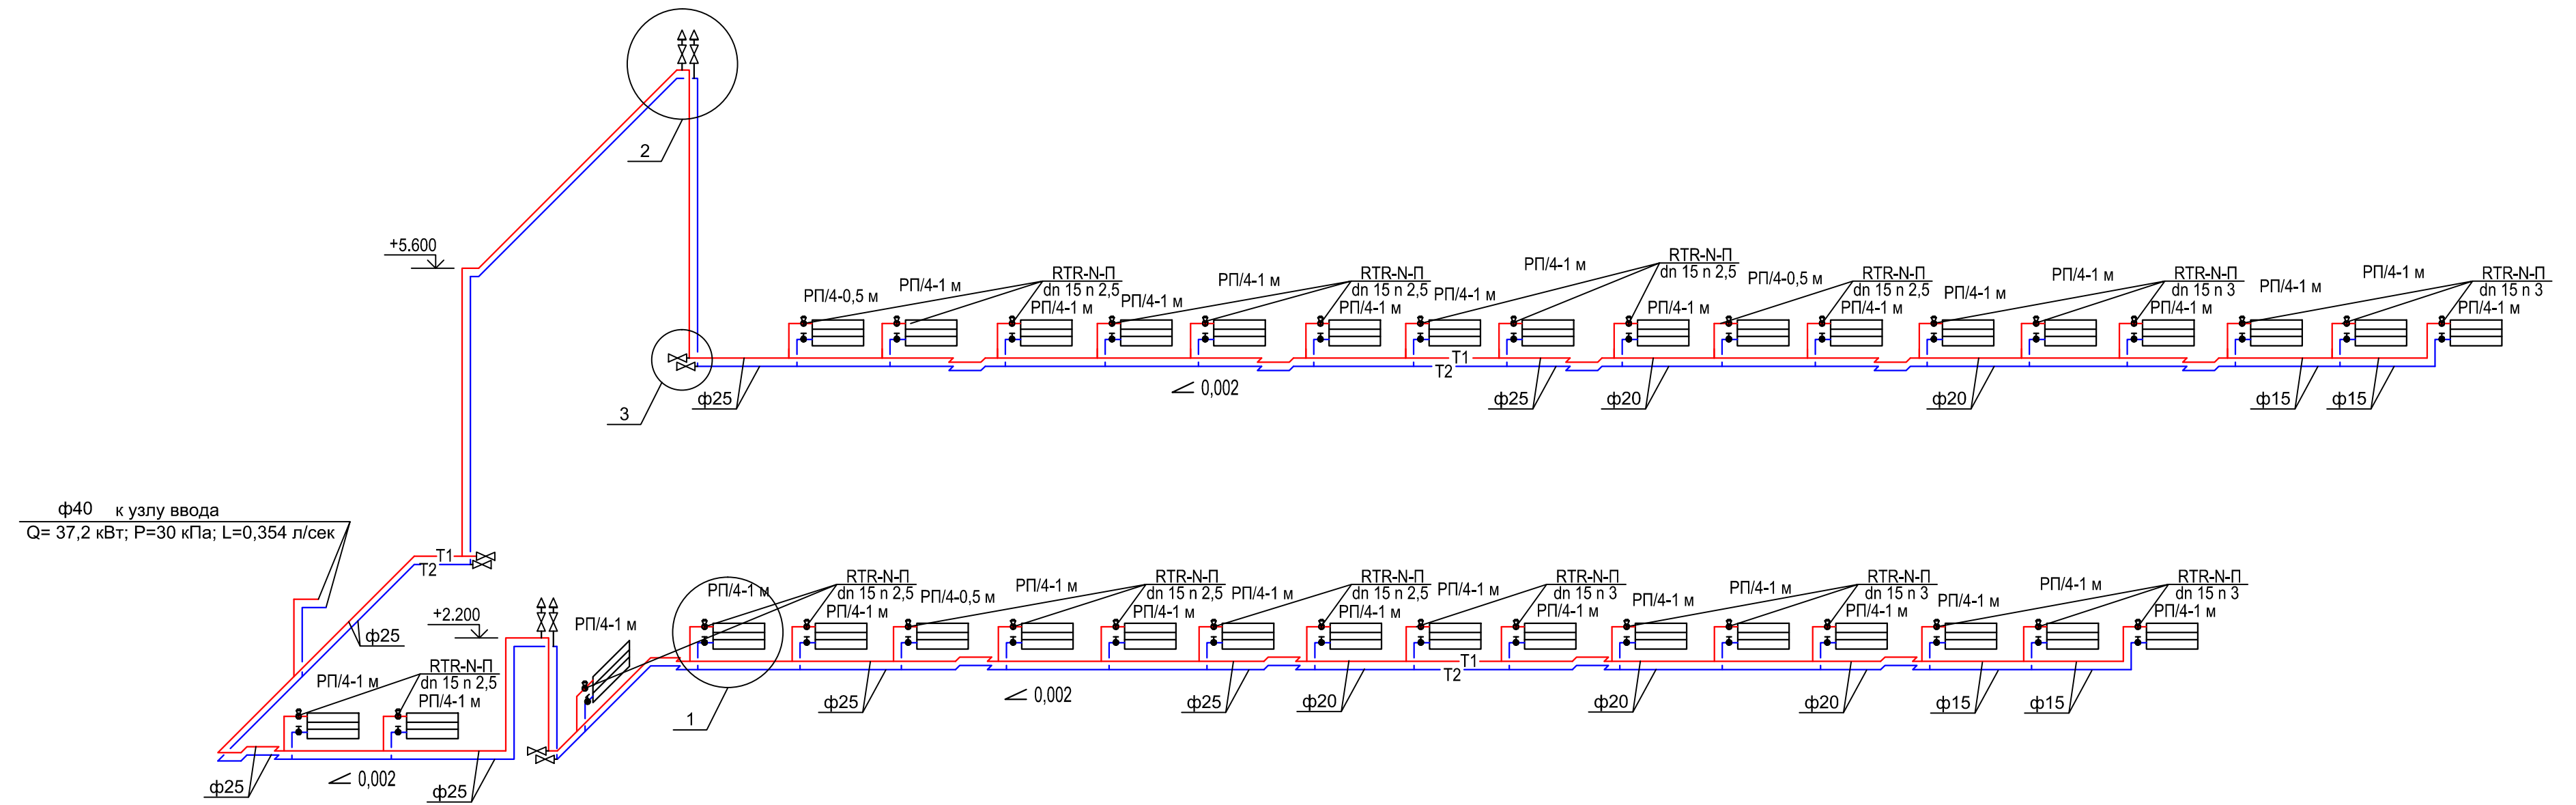 2
+5.600
РП/4-0,5 м
РП/4-1 м
RTR-N-П
dn 15 n 2,5
РП/4-1 м
РП/4-1 м
RTR-N-П
dn 15 n 2,5
РП/4-1 м
РП/4-1 м
РП/4-1 м
RTR-N-П
dn 15 n 2,5
РП/4-1 м
РП/4-0,5 м
RTR-N-П
dn 15 n 2,5
РП/4-1 м
РП/4-1 м
РП/4-1 м
RTR-N-П
dn 15 n 3
РП/4-1 м
РП/4-1 м
РП/4-1 м
RTR-N-П
dn 15 n 3
РП/4-1 м
T1
T2
3
ф25
0,002
ф25
ф20
ф20
ф15
ф15
ф40 к узлу ввода
Q= 37,2 кВт; P=30 кПа; L=0,354 л/сек
T1
T2
ф25
+2.200
РП/4-1 м
RTR-N-П
dn 15 n 2,5
РП/4-1 м
ф25
0,002
ф25
РП/4-1 м
РП/4-1 м
RTR-N-П
dn 15 n 2,5
РП/4-1 м
РП/4-0,5 м
РП/4-1 м
RTR-N-П
dn 15 n 2,5
РП/4-1 м
РП/4-1 м
RTR-N-П
dn 15 n 2,5
РП/4-1 м
РП/4-1 м
RTR-N-П
dn 15 n 3
РП/4-1 м
РП/4-1 м
РП/4-1 м
RTR-N-П
dn 15 n 3
РП/4-1 м
РП/4-1 м
РП/4-1 м
RTR-N-П
dn 15 n 3
РП/4-1 м
T1
T2
1
ф25
0,002
ф25
ф20
ф20
ф20
ф15
ф15